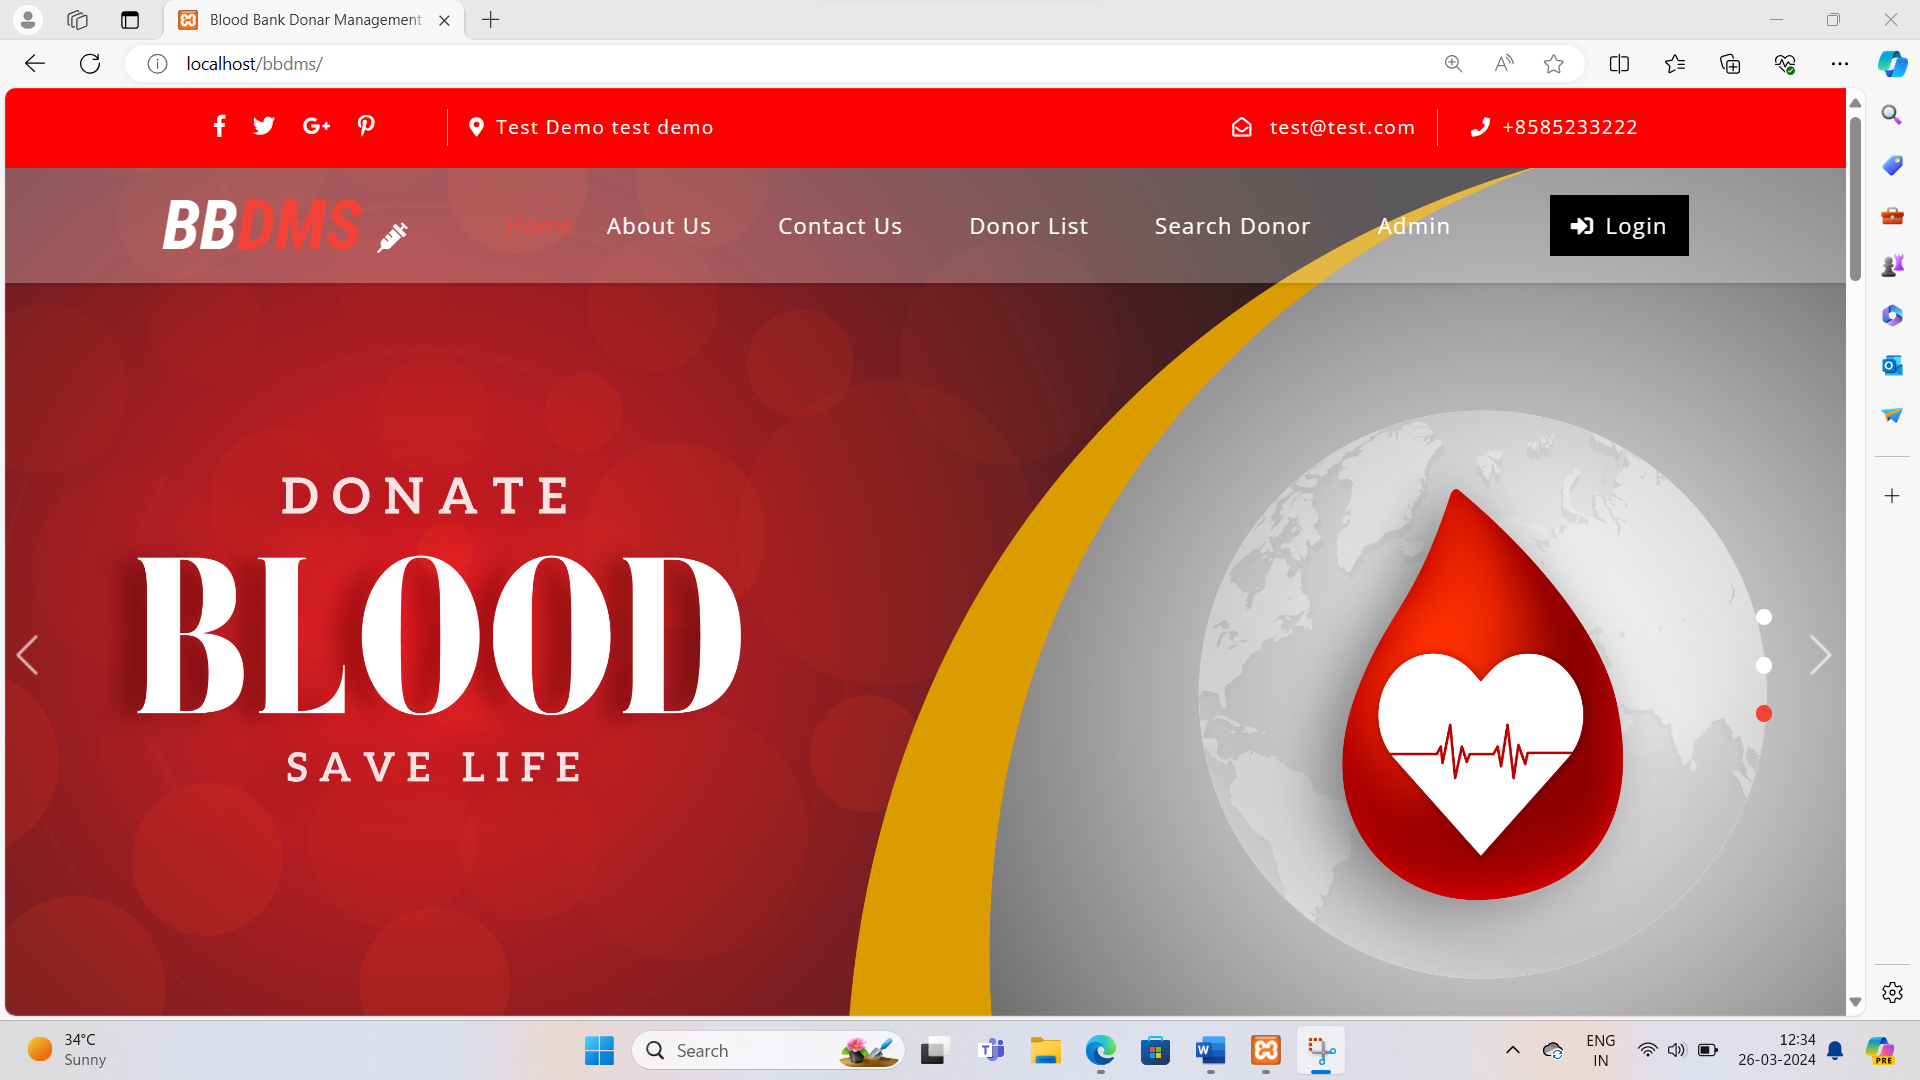 Blood Bank Donar Management
localhost/bbdms/
Test Demo test demo
test@test.com
+8585233222
BBDMS
Home
About Us
Contact Us
Donor List
Search Donor
Admin
Login
DONATE
BLOOD
SAVE LIFE
34°C
Sunny
Search
ENG
IN
12:34
26-03-2024
PRE